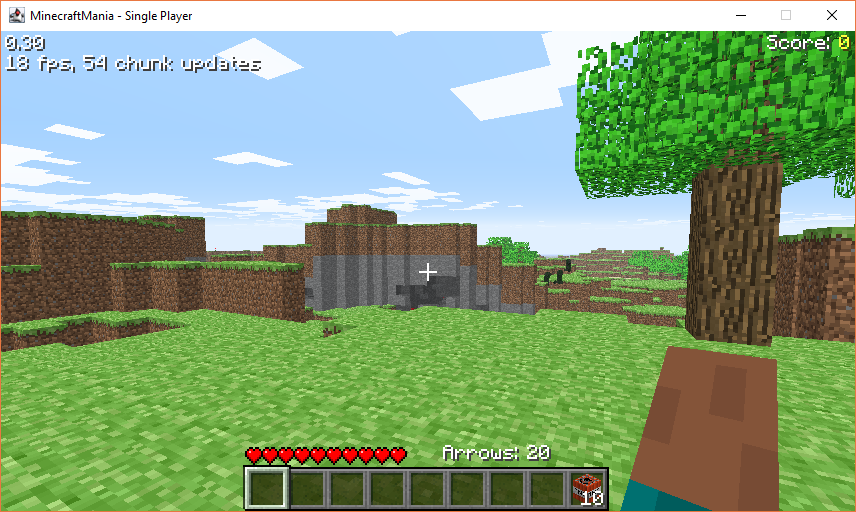 MinecraftMania - Single Player
0.30
Score: 0
18 fps, 54 chunk updates
Arrows: 20
10